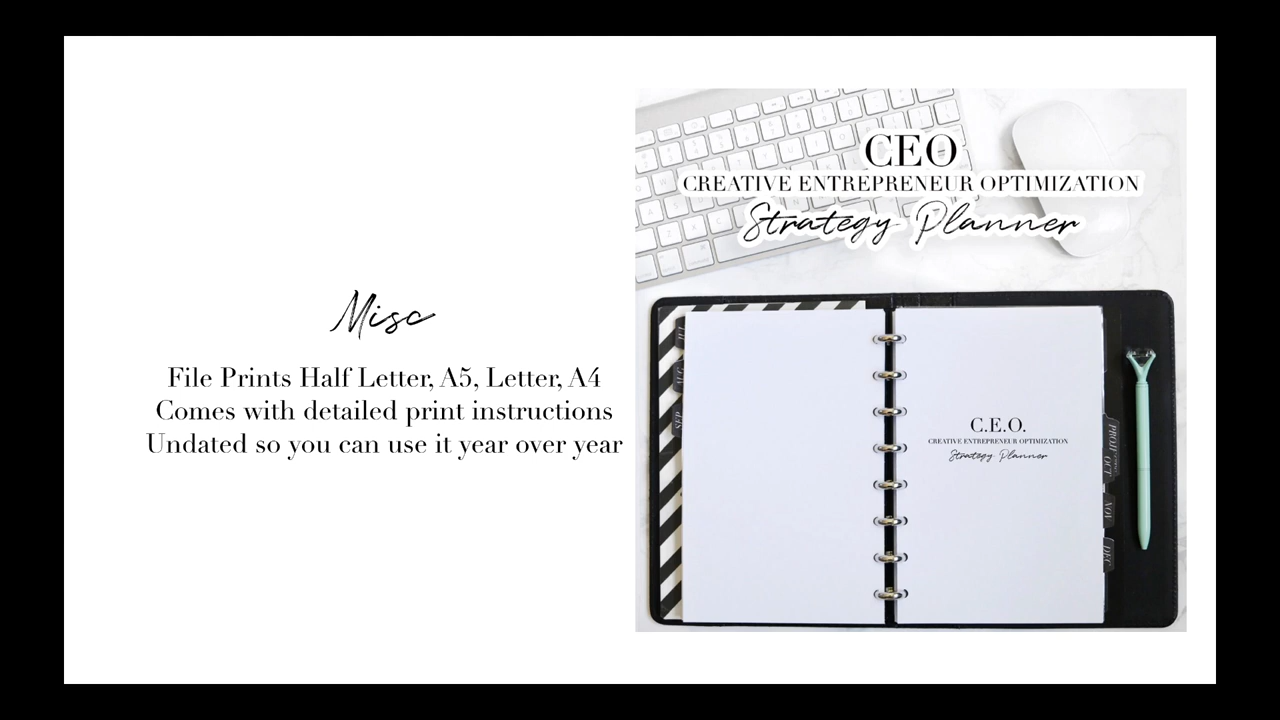 Misc
File Prints Half Letter, A5, Letter, A4
Comes with detailed print instructions
Undated so you can use it year over year
CEO
CREATIVE ENTREPRENEUR OPTIMIZATION
Strategy Planner
C.E.O.
CREATIVE ENTREPRENEUR OPTIMIZATION
Strategy Planner
SEP
OCT
NOV
DEC